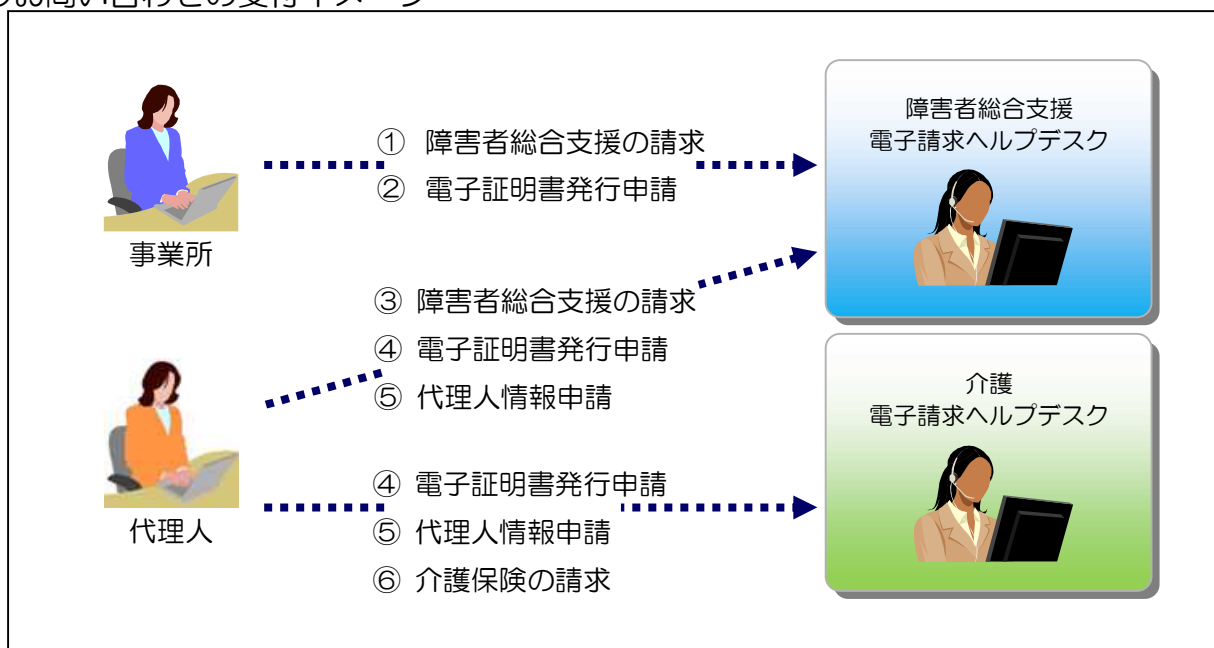 ① 障害者総合支援の請求
② 電子証明書発行申請
事業所
障害者総合支援
電子請求ヘルプデスク
③ 障害者総合支援の請求
④ 電子証明書発行申請
⑤ 代理人情報申請
代理人
④ 電子証明書発行申請
⑤ 代理人情報申請
⑥ 介護保険の請求
介護
電子請求ヘルプデスク